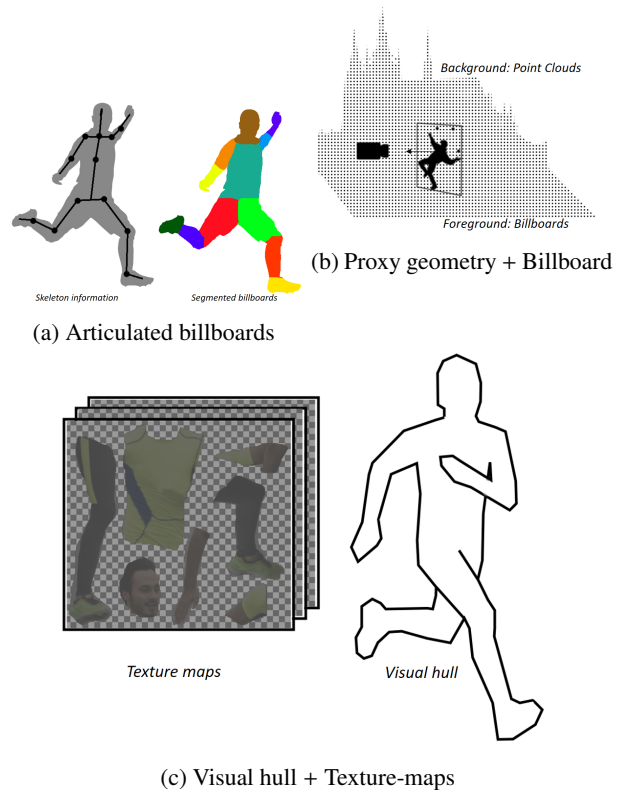 Skeleton information
Segmented billboards
(a) Articulated billboards
Background: Point Clouds
Foreground: Billboards
(b) Proxy geometry + Billboard
Texture maps
Visual hull
(c) Visual hull + Texture-maps